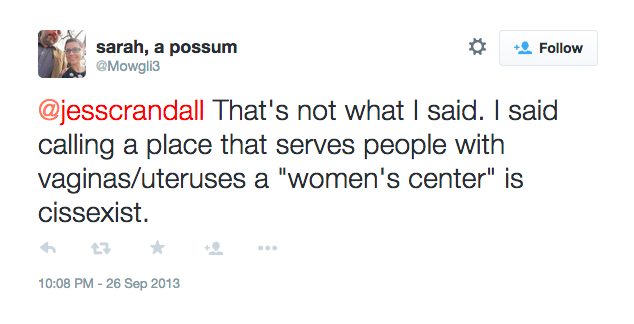 sarah, a possum
@Mowgli3
Follow
@jesscrandall That's not what I said. I said
calling a place that serves people with
vaginas/uteruses a "women's center" is
cissexist.
10:08 PM - 26 Sep 2013